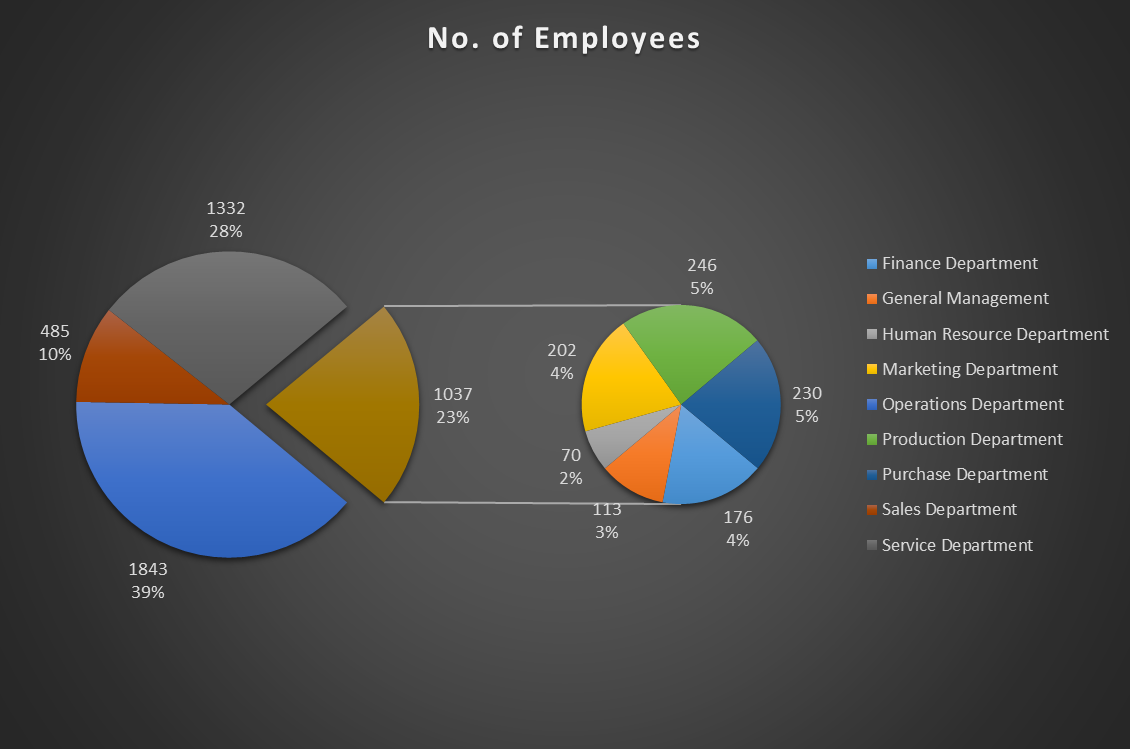 No. of Employees
1332
28%
485
10%
1843
39%
1037
23%
246
5%
202
4%
230
5%
70
2%
113
3%
176
4%
Finance Department
General Management
Human Resource Department
Marketing Department
Operations Department
Production Department
Purchase Department
Sales Department
Service Department